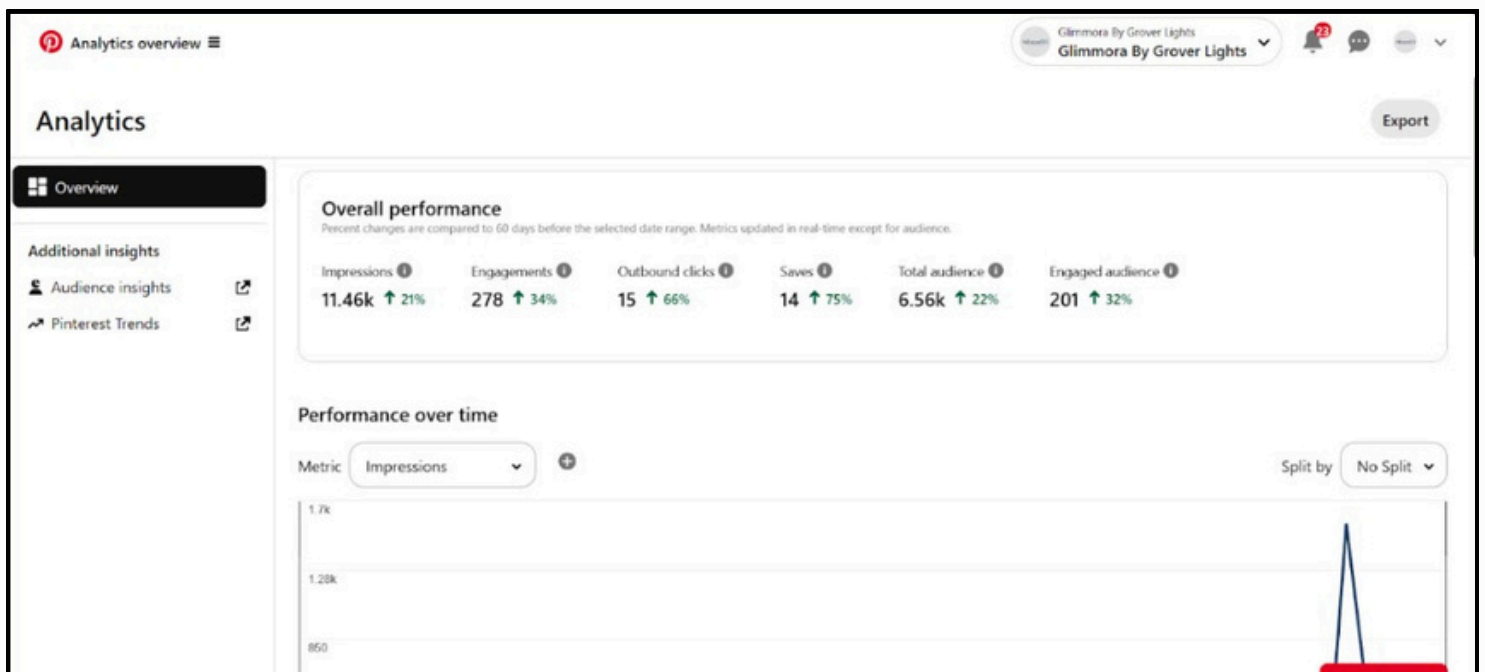 Analytics overview
Glimmora By Grover Lights
Glimmora By Grover Lights
23
Analytics
Export
Overview
Additional insights
Audience insights
Pinterest Trends
Overall performance
Percent changes are compared to 60 days before the selected date range. Metrics updated in real-time except for audience.
Impressions Engagements Outbound clicks Saves Total audience Engaged audience
11.46k 21% 278 34% 15 66% 14 75% 6.56k 22% 201 32%
Performance over time
Metric Impressions Split by No Split
1.7k
1.28k
850